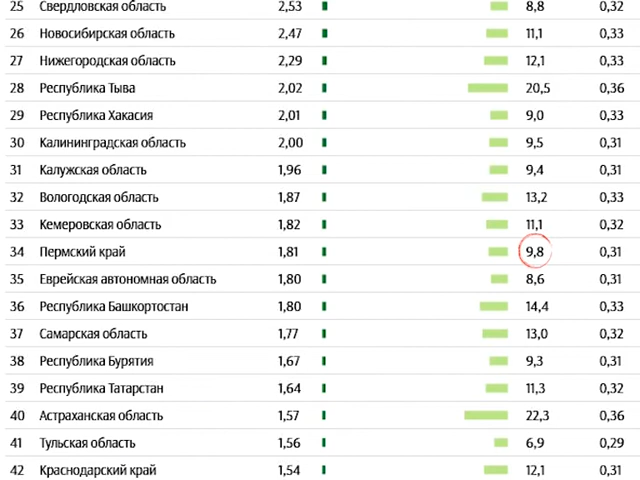 25 Свердловская область 2,53 8,8 0,32
26 Новосибирская область 2,47 11,1 0,33
27 Нижегородская область 2,29 12,1 0,33
28 Республика Тыва 2,02 20,5 0,36
29 Республика Хакасия 2,01 9,0 0,33
30 Калининградская область 2,00 9,5 0,31
31 Калужская область 1,96 9,4 0,31
32 Вологодская область 1,87 13,2 0,33
33 Кемеровская область 1,82 11,1 0,32
34 Пермский край 1,81 9,8 0,31
35 Еврейская автономная область 1,80 8,6 0,31
36 Республика Башкортостан 1,80 14,4 0,33
37 Самарская область 1,77 13,0 0,32
38 Республика Бурятия 1,67 9,3 0,31
39 Республика Татарстан 1,64 11,3 0,32
40 Астраханская область 1,57 22,3 0,36
41 Тульская область 1,56 6,9 0,29
42 Краснодарский край 1,54 12,1 0,31